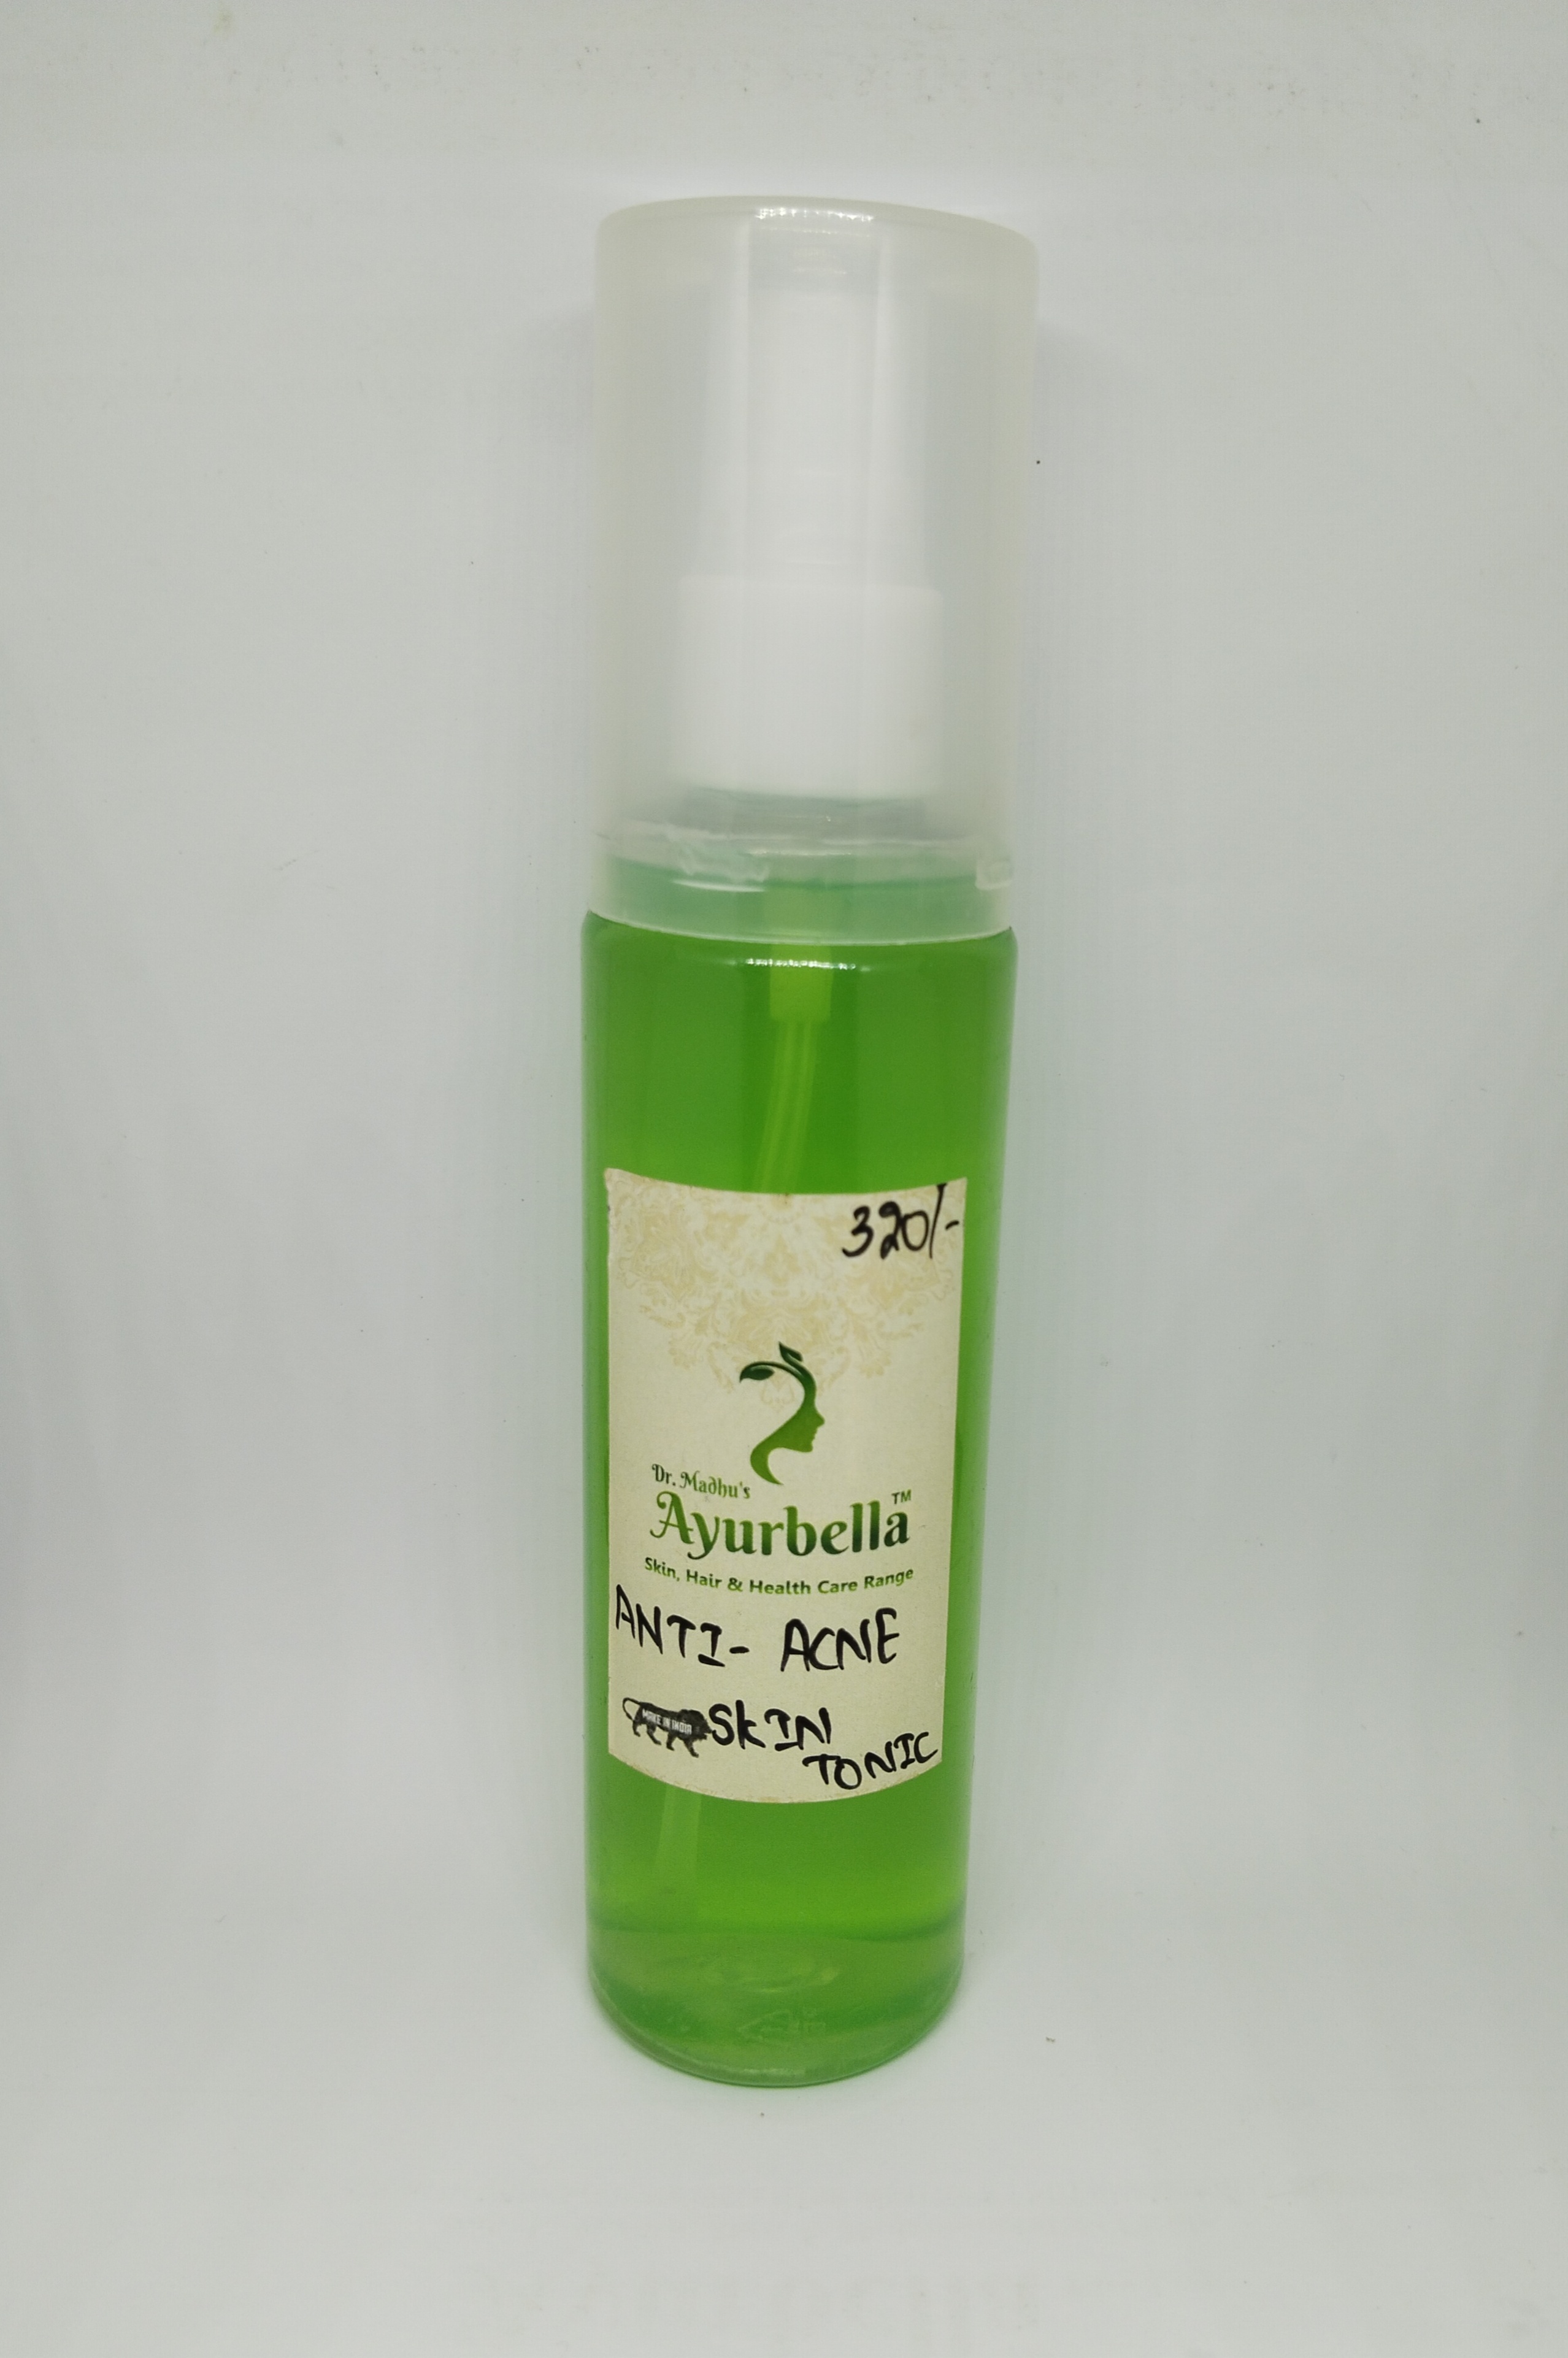 320/-
Dr. Madhu's
Ayurbella™
Skin, Hair & Health Care Range
ANTI- ACNE
MAKE IN INDIA
SkIN
TONIC